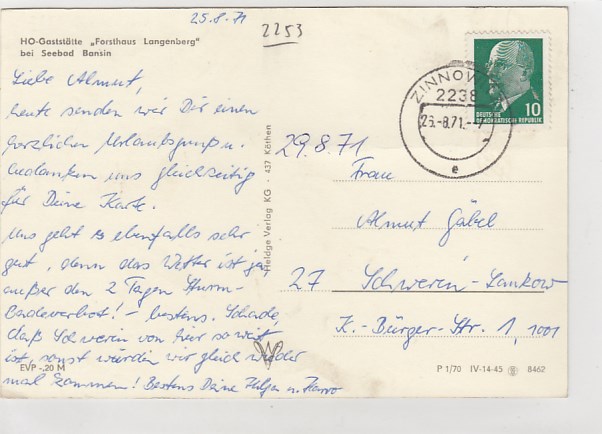 25.8.71
2253
HO-Gaststätte „Forsthaus Langenberg"
bei Seebad Bansin
Liebe Almut,
heute senden wir Dir einen
herzlichen Urlaubsgruß u.
bedanken uns gleichzeitig
für Deine Karte.
Uns geht es ebenfalls sehr
gut, denn das Wetter ist ja
außer den 2 Tagen Sturm-
Badeverbot! - bestens. Schade,
daß Schwerin von hier so weit
ist, sonst würden wir gleich wieder
mal kommen! Bestens Deine Helga u. Hanno
EVP -,20 M
Heldge Verlag KG · 437 Köthen
ZINNOWITZ
2238
71
e
10
DEUTSCHE
DEMOKRATISCHE REPUBLIK
29.8.71
Frau
Almut Gäbel
27 Schwerin-Lankow
K.-Bürger-Str. 1, 1001
P 1/70 IV-14-45 8462